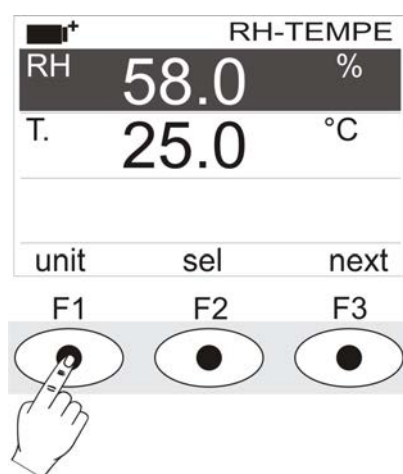 RH-TEMPE
RH 58.0 %
T. 25.0 °C
unit sel next
F1 F2 F3